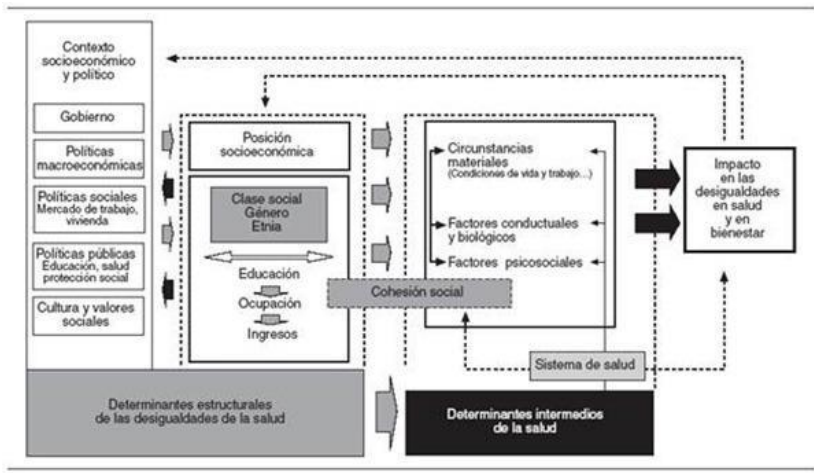 Contexto
socioeconómico
y político
Gobierno
Políticas
macroeconómicas
Políticas sociales
Mercado de trabajo,
vivienda
Políticas públicas
Educación, salud
protección social
Cultura y valores
sociales
Posición
socioeconómica
Clase social
Género
Etnia
Educación
Ocupación
Ingresos
Cohesión social
Circunstancias
materiales
(Condiciones de vida y trabajo...)
Factores conductuales
y biológicos
Factores psicosociales
Sistema de salud
Impacto
en las
desigualdades
en salud
y en
bienestar
Determinantes estructurales
de las desigualdades de la salud
Determinantes intermedios
de la salud